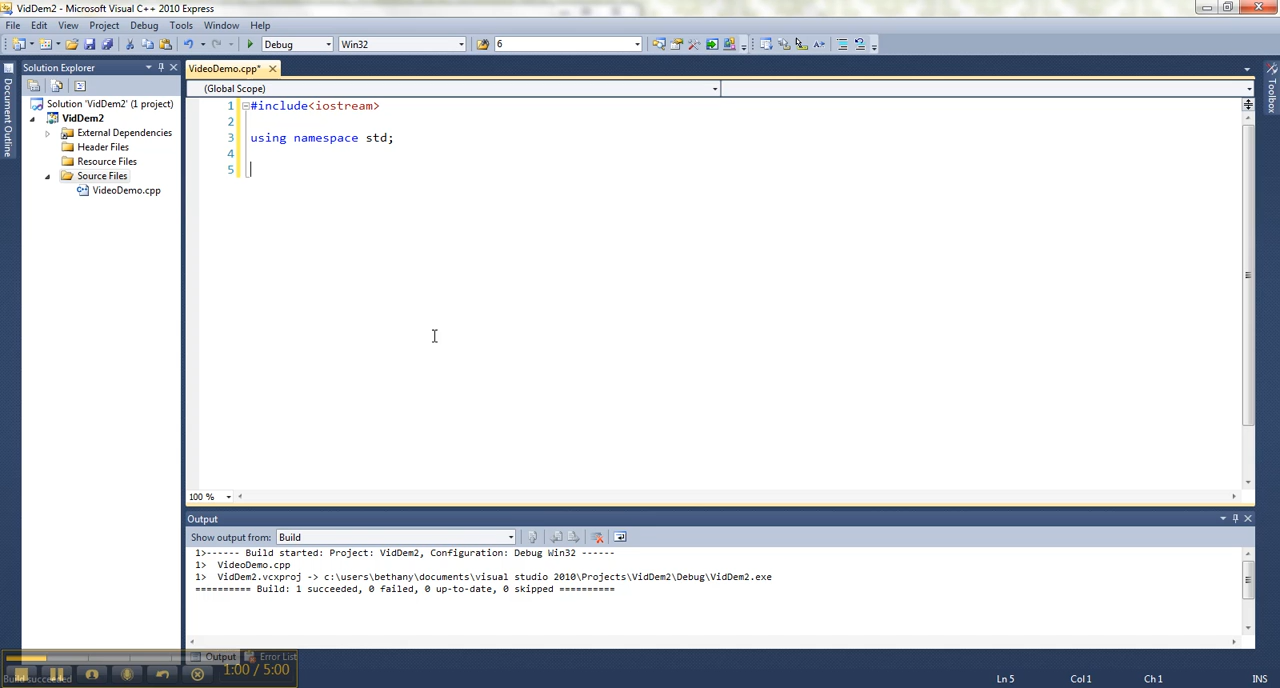 VidDem2 - Microsoft Visual C++ 2010 Express
File Edit View Project Debug Tools Window Help
Debug Win32 6
Solution Explorer
Solution 'VidDem2' (1 project)
VidDem2
External Dependencies
Header Files
Resource Files
Source Files
VideoDemo.cpp
Document Outline
VideoDemo.cpp*
(Global Scope)
1 #include<iostream>
2
3 using namespace std;
4
5
100 %
Toolbox
Output
Show output from: Build
1>------ Build started: Project: VidDem2, Configuration: Debug Win32 ------
1> VideoDemo.cpp
1> VidDem2.vcxproj -> c:\users\bethany\documents\visual studio 2010\Projects\VidDem2\Debug\VidDem2.exe
========== Build: 1 succeeded, 0 failed, 0 up-to-date, 0 skipped ==========
Output Error List
1:00 / 5:00
Build succeeded
Ln 5 Col 1 Ch 1 INS